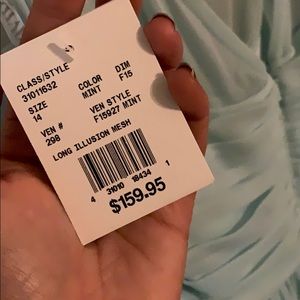 CLASS/STYLE COLOR DIM
31011632 MINT F15
SIZE VEN STYLE
14 F15927 MINT
VEN #
298
LONG ILLUSION MESH
4 31010 18434 1
$159.95